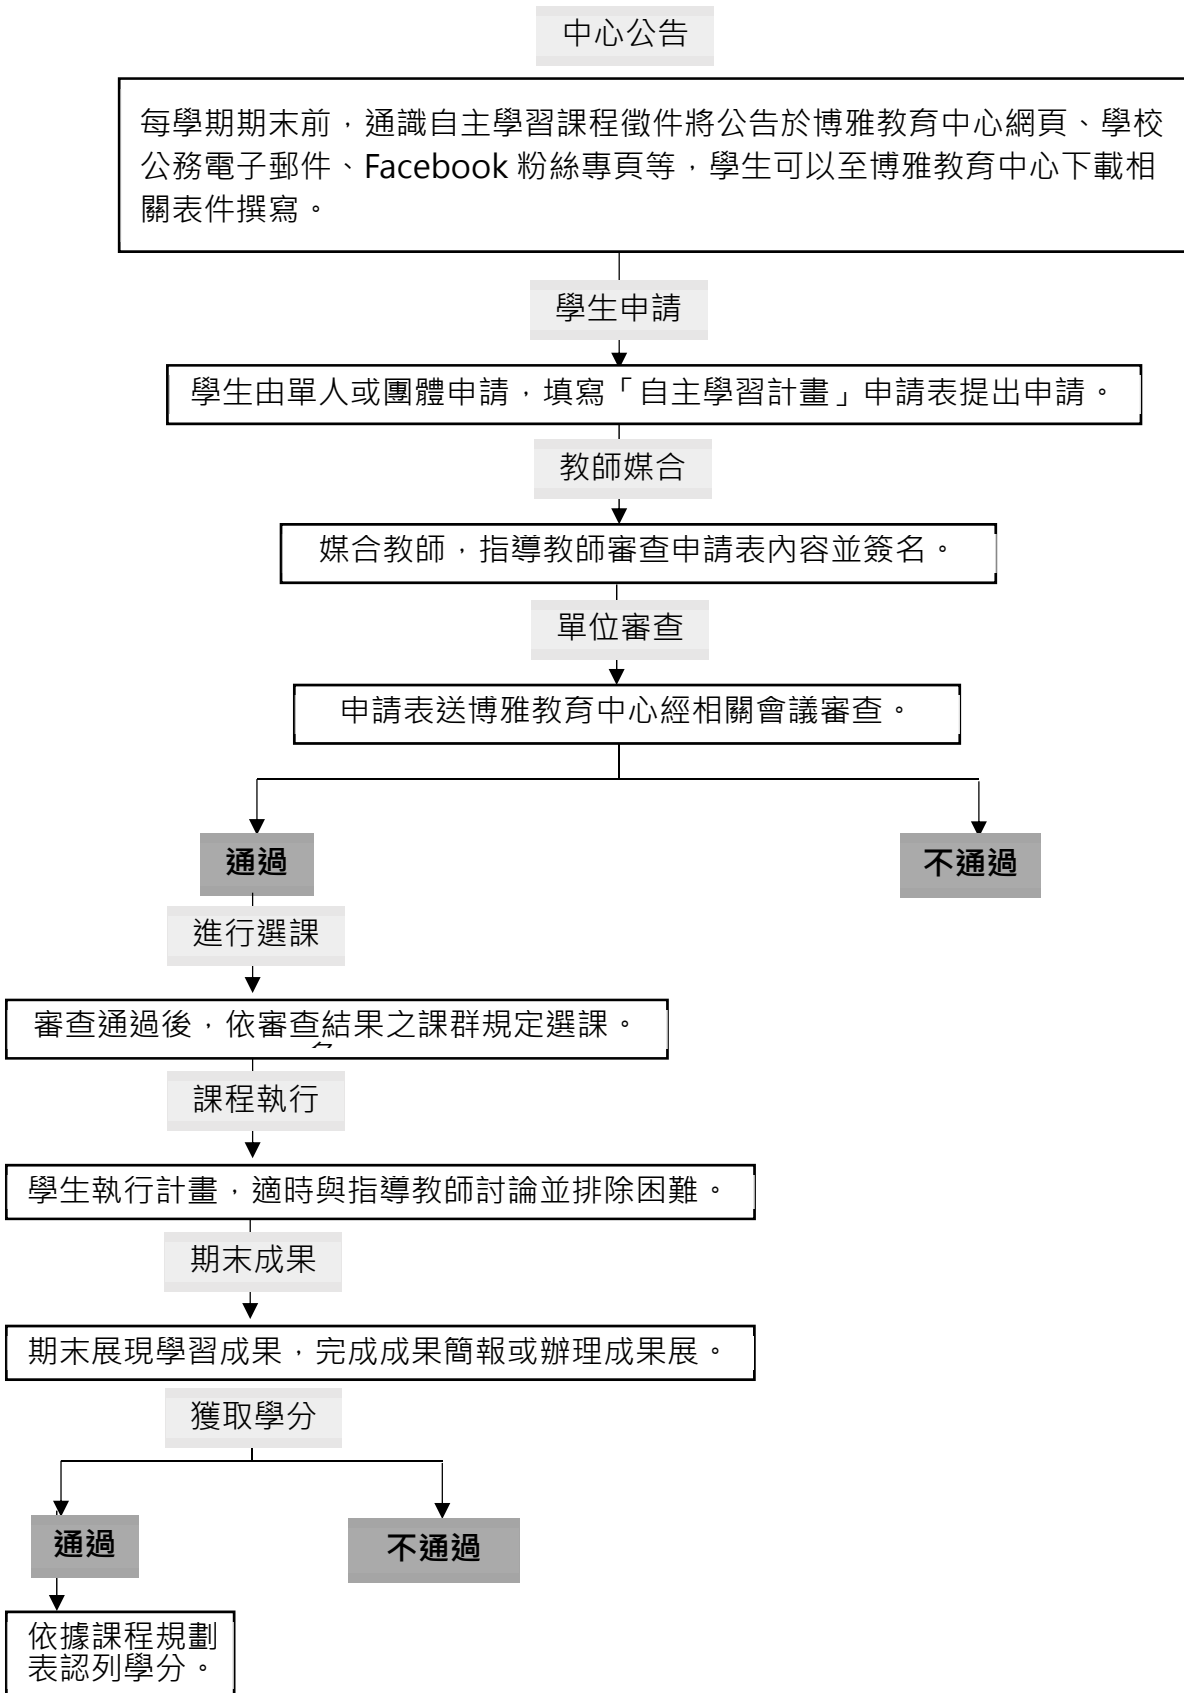 中心公告
每學期期末前，通識自主學習課程徵件將公告於博雅教育中心網頁、學校
公務電子郵件、Facebook 粉絲專頁等，學生可以至博雅教育中心下載相
關表件撰寫。
學生申請
學生由單人或團體申請，填寫「自主學習計畫」申請表提出申請。
教師媒合
媒合教師，指導教師審查申請表內容並簽名。
單位審查
申請表送博雅教育中心經相關會議審查。
通過
不通過
進行選課
審查通過後，依審查結果之課群規定選課。
課程執行
學生執行計畫，適時與指導教師討論並排除困難。
期末成果
期末展現學習成果，完成成果簡報或辦理成果展。
獲取學分
通過
不通過
依據課程規劃
表認列學分。